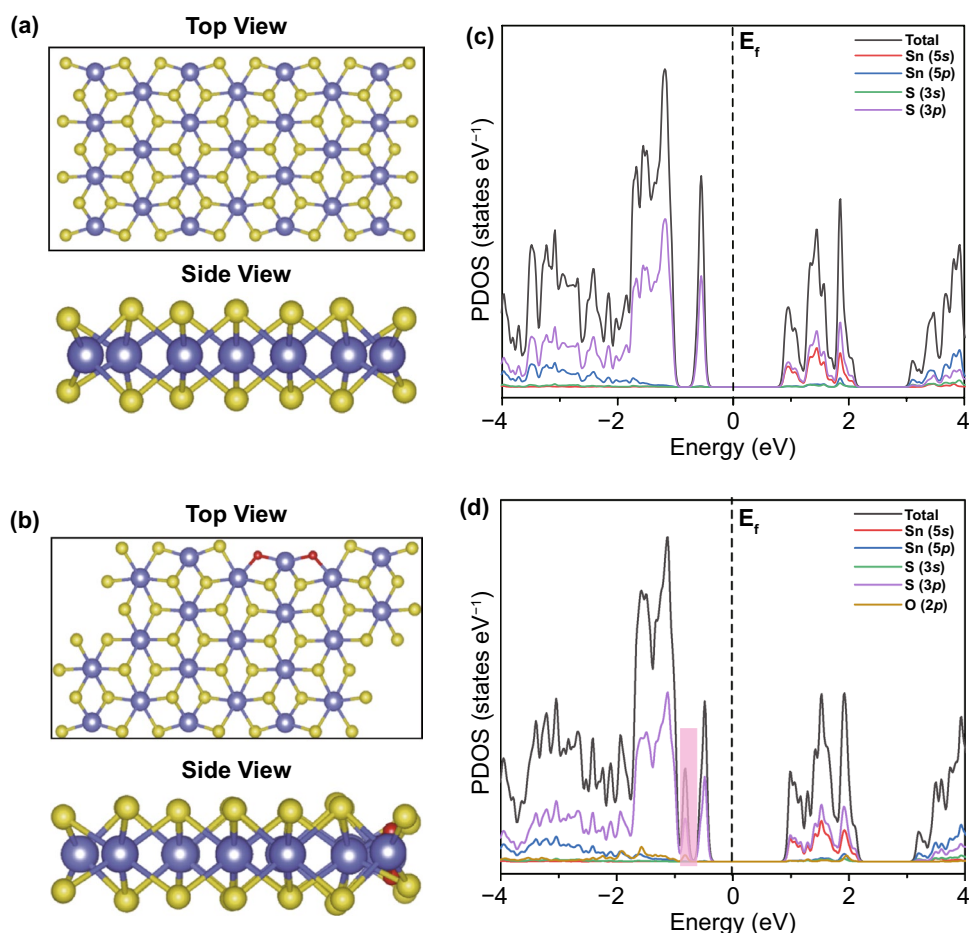 (a)
Top View
Side View
(b)
Top View
Side View
(c)
E_f
Total
Sn (5s)
Sn (5p)
S (3s)
S (3p)
PDOS (states eV⁻¹)
−4 −2 0 2 4
Energy (eV)
(d)
E_f
Total
Sn (5s)
Sn (5p)
S (3s)
S (3p)
O (2p)
PDOS (states eV⁻¹)
−4 −2 0 2 4
Energy (eV)